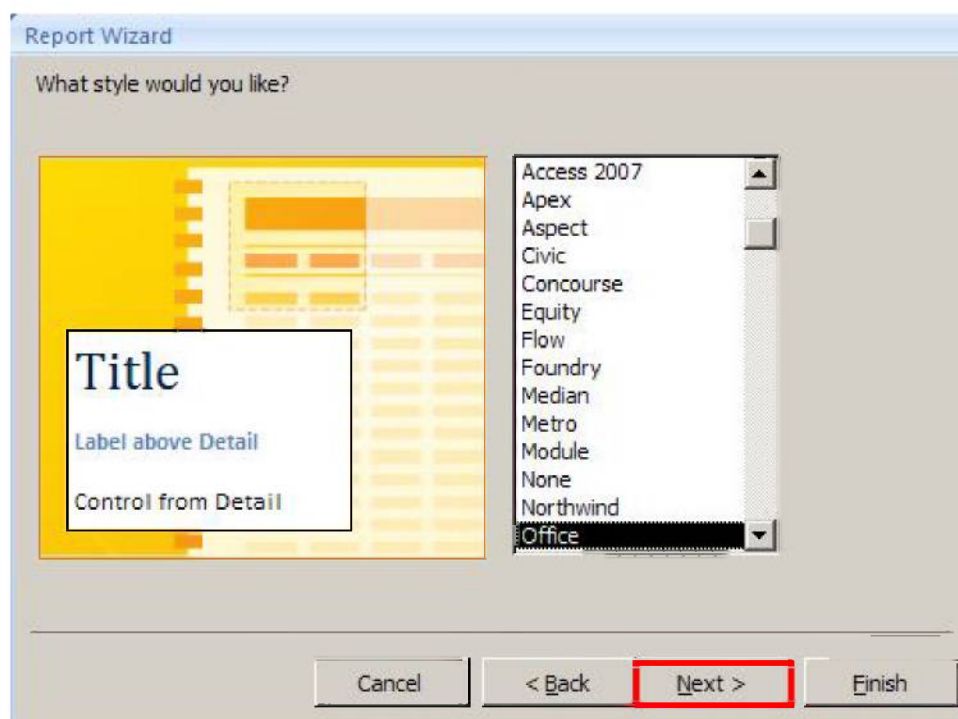 Report Wizard
What style would you like?
Title
Label above Detail
Control from Detail
Access 2007
Apex
Aspect
Civic
Concourse
Equity
Flow
Foundry
Median
Metro
Module
None
Northwind
Office
Cancel
< Back
Next >
Finish